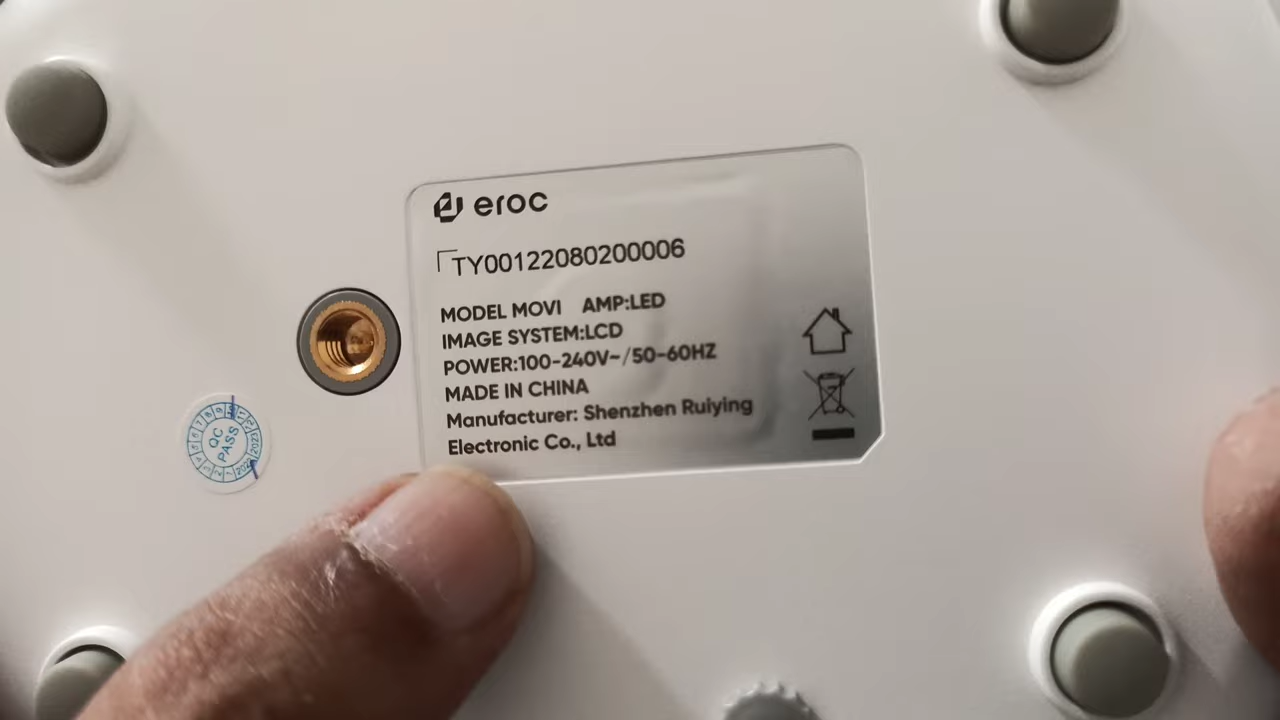 eroc
TY00122080200006
MODEL MOVI AMP:LED
IMAGE SYSTEM:LCD
POWER:100-240V~/50-60HZ
MADE IN CHINA
Manufacturer: Shenzhen Ruiying
Electronic Co., Ltd
QC
PASS